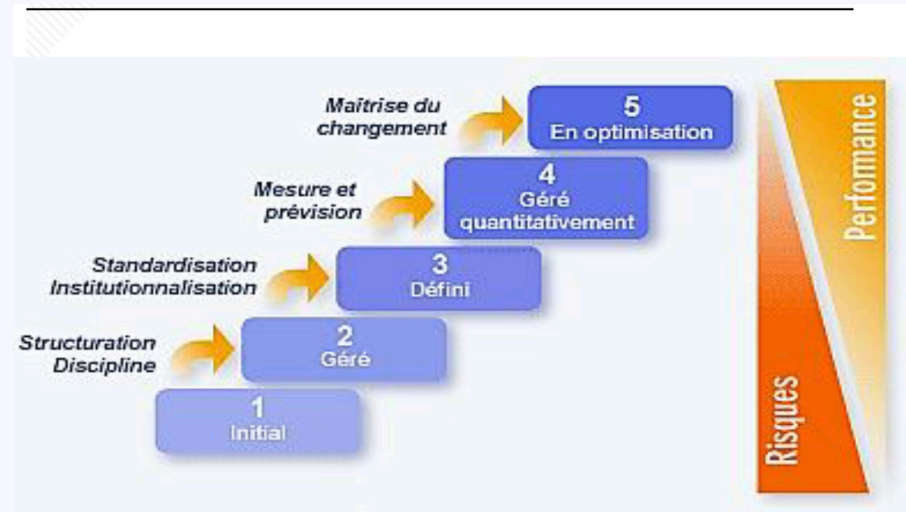 Maîtrise du
changement
5
En optimisation
Mesure et
prévision
4
Géré
quantitativement
Standardisation
Institutionnalisation
3
Défini
Structuration
Discipline
2
Géré
1
Initial
Performance
Risques